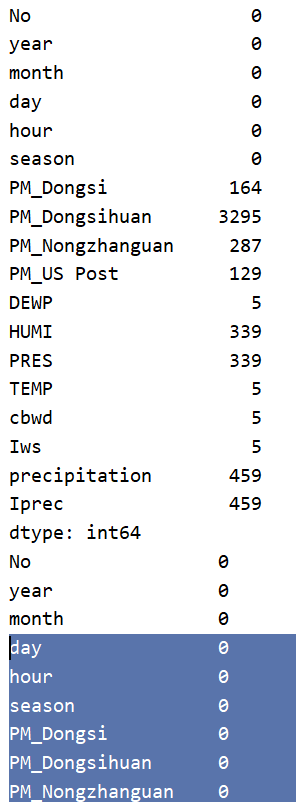 No 0
year 0
month 0
day 0
hour 0
season 0
PM_Dongsi 164
PM_Dongsihuan 3295
PM_Nongzhanguan 287
PM_US Post 129
DEWP 5
HUMI 339
PRES 339
TEMP 5
cbwd 5
Iws 5
precipitation 459
Iprec 459
dtype: int64
No 0
year 0
month 0
day 0
hour 0
season 0
PM_Dongsi 0
PM_Dongsihuan 0
PM_Nongzhanguan 0